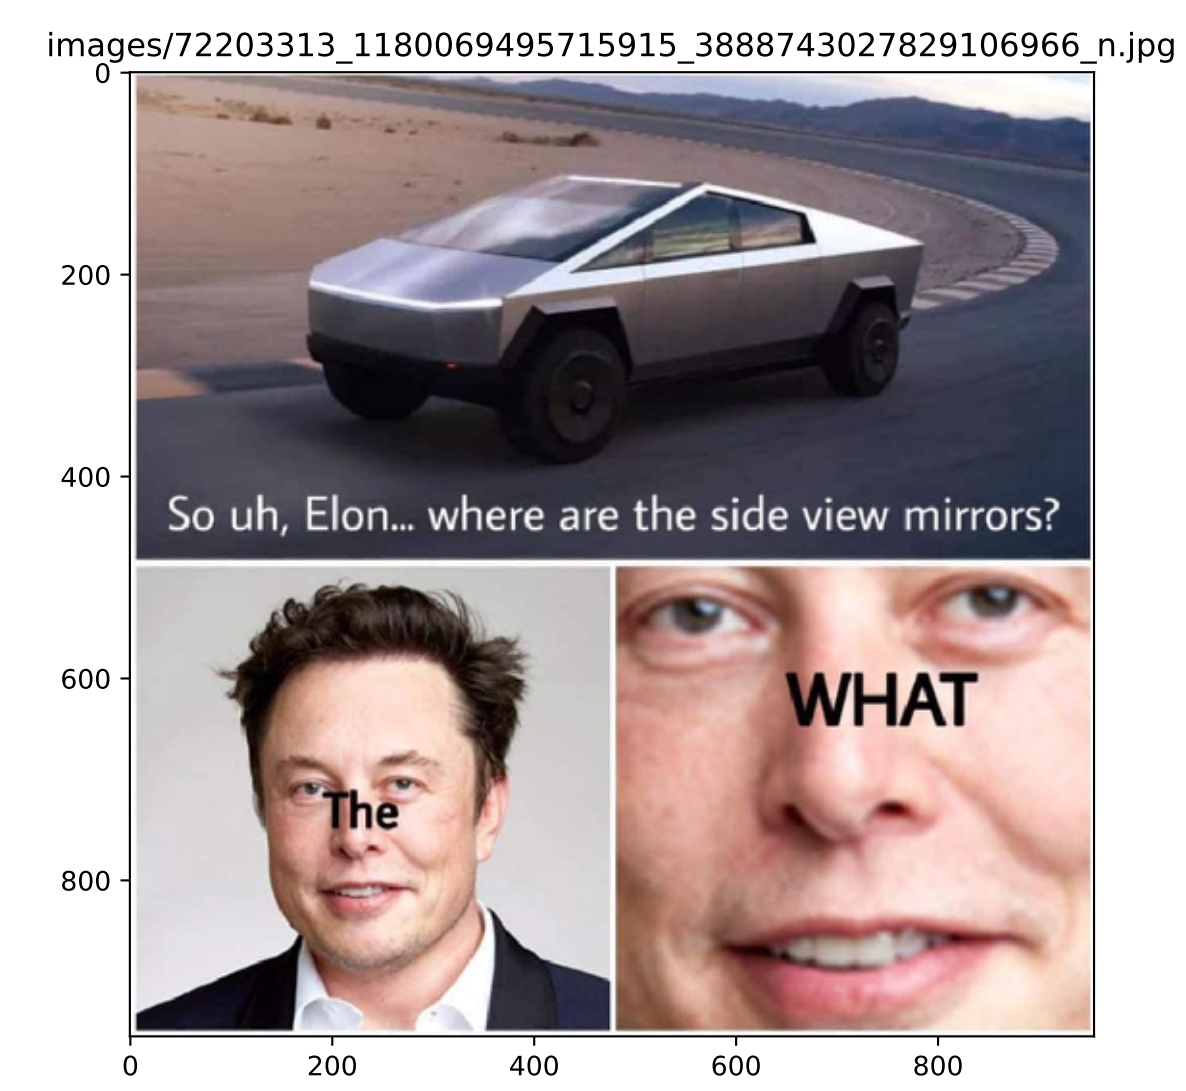 images/72203313_1180069495715915_3888743027829106966_n.jpg
0
200
400
600
800
So uh, Elon... where are the side view mirrors?
The
WHAT
0
200
400
600
800